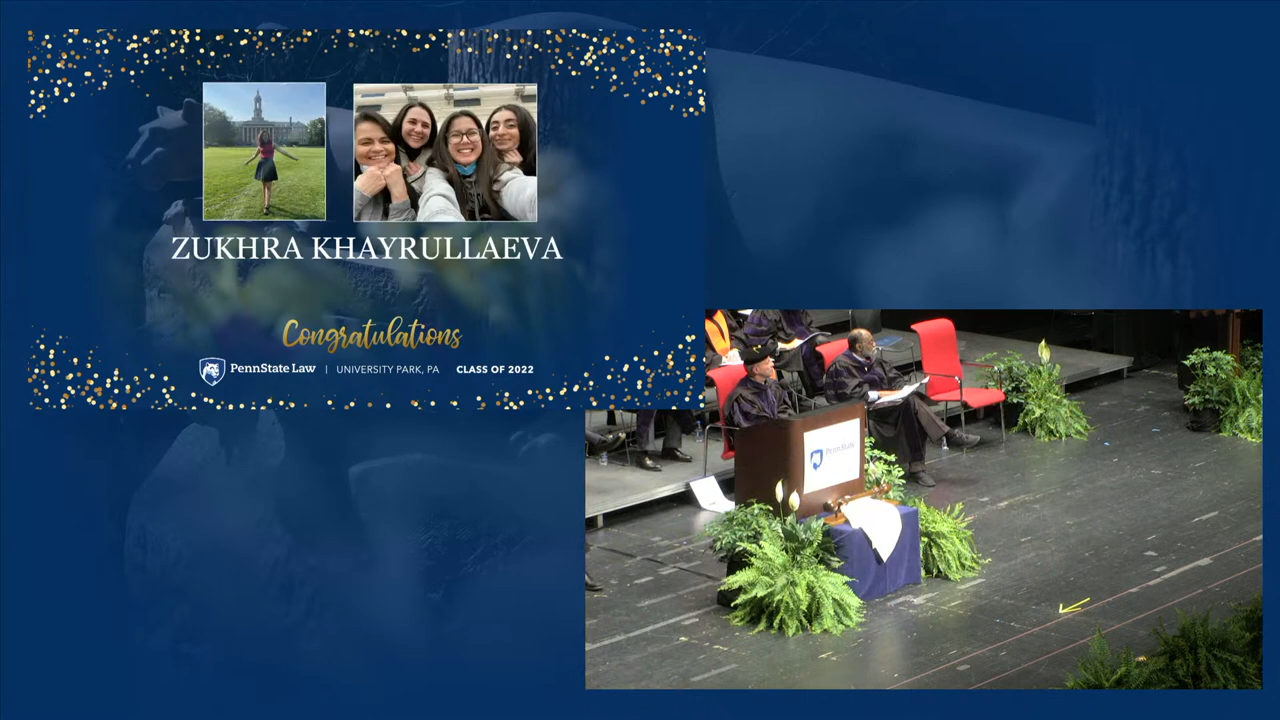 ZUKHRA KHAYRULLAEVA
Congratulations
PennState Law | UNIVERSITY PARK, PA CLASS OF 2022
PennState